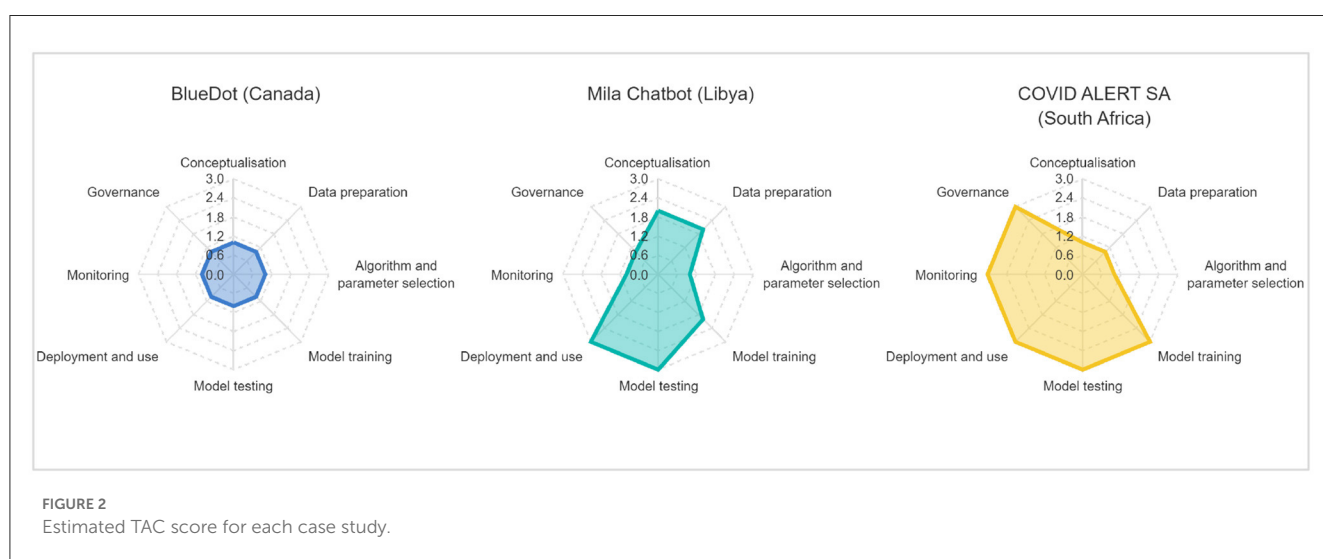 BlueDot (Canada)
Conceptualisation
3.0
2.4
1.8
1.2
0.6
0.0
Data preparation
Algorithm and
parameter selection
Model training
Model testing
Deployment and use
Monitoring
Governance
Mila Chatbot (Libya)
Conceptualisation
3.0
2.4
1.8
1.2
0.6
0.0
Data preparation
Algorithm and
parameter selection
Model training
Model testing
Deployment and use
Monitoring
Governance
COVID ALERT SA
(South Africa)
Conceptualisation
3.0
2.4
1.8
1.2
0.6
0.0
Data preparation
Algorithm and
parameter selection
Model training
Model testing
Deployment and use
Monitoring
Governance
FIGURE 2
Estimated TAC score for each case study.